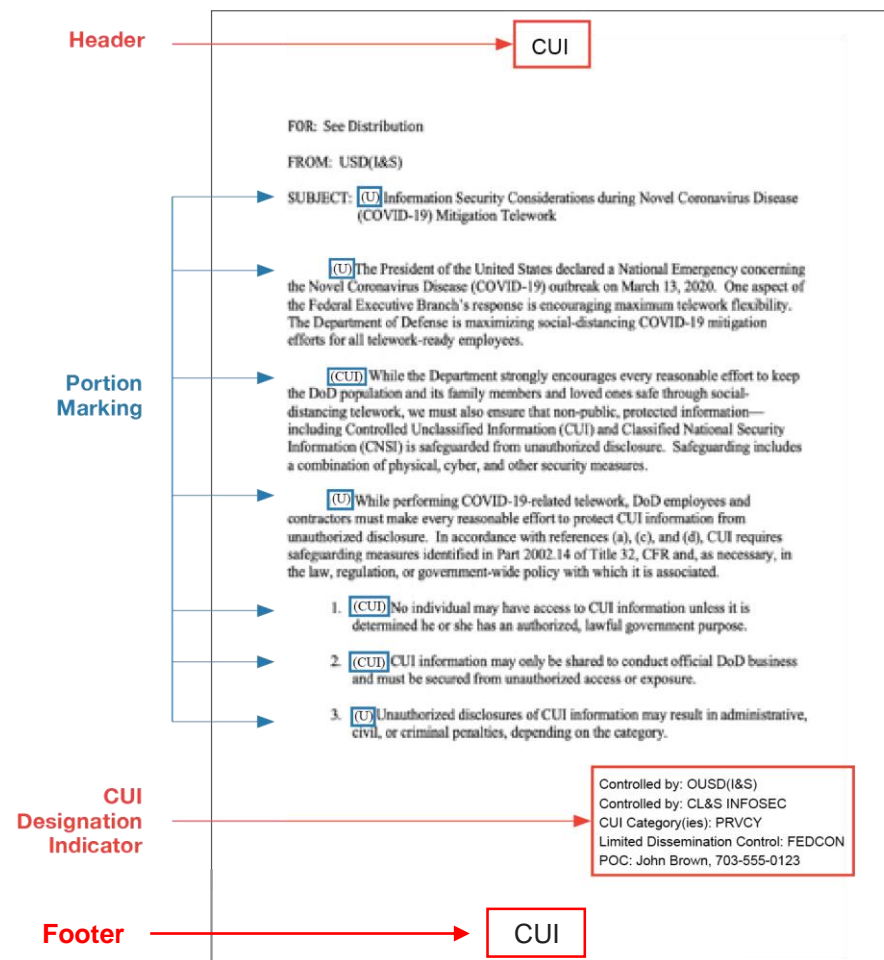 Header
CUI
FOR: See Distribution
FROM: USD(I&S)
SUBJECT: (U) Information Security Considerations during Novel Coronavirus Disease
(COVID-19) Mitigation Telework
(U) The President of the United States declared a National Emergency concerning
the Novel Coronavirus Disease (COVID-19) outbreak on March 13, 2020. One aspect of
the Federal Executive Branch's response is encouraging maximum telework flexibility.
The Department of Defense is maximizing social-distancing COVID-19 mitigation
efforts for all telework-ready employees.
Portion
Marking
(CUI) While the Department strongly encourages every reasonable effort to keep
the DoD population and its family members and loved ones safe through social-
distancing telework, we must also ensure that non-public, protected information—
including Controlled Unclassified Information (CUI) and Classified National Security
Information (CNSI) is safeguarded from unauthorized disclosure. Safeguarding includes
a combination of physical, cyber, and other security measures.
(U) While performing COVID-19-related telework, DoD employees and
contractors must make every reasonable effort to protect CUI information from
unauthorized disclosure. In accordance with references (a), (c), and (d), CUI requires
safeguarding measures identified in Part 2002.14 of Title 32, CFR and, as necessary, in
the law, regulation, or government-wide policy with which it is associated.
1. (CUI) No individual may have access to CUI information unless it is
determined he or she has an authorized, lawful government purpose.
2. (CUI) CUI information may only be shared to conduct official DoD business
and must be secured from unauthorized access or exposure.
3. (U) Unauthorized disclosures of CUI information may result in administrative,
civil, or criminal penalties, depending on the category.
CUI
Designation
Indicator
Controlled by: OUSD(I&S)
Controlled by: CL&S INFOSEC
CUI Category(ies): PRVCY
Limited Dissemination Control: FEDCON
POC: John Brown, 703-555-0123
Footer
CUI